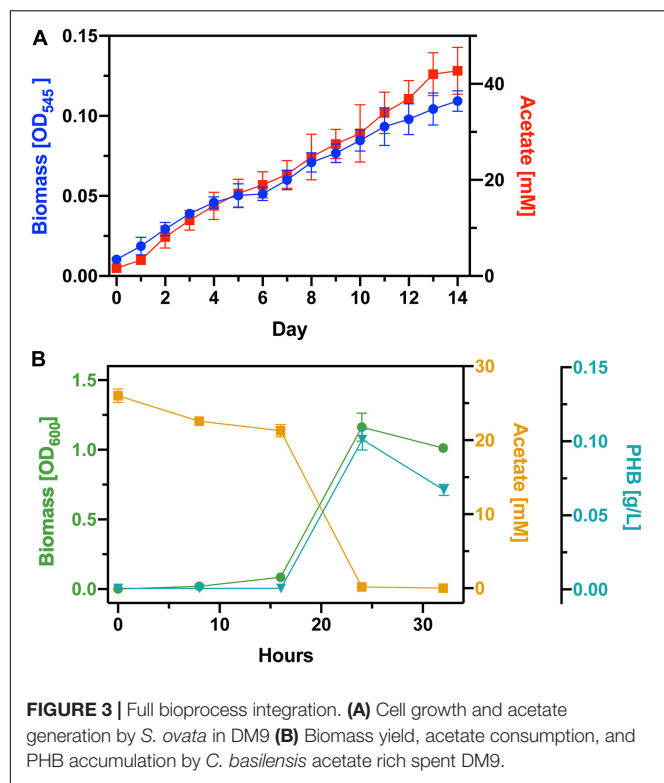 A
0.15
0.10
0.05
0.00
Biomass [OD545]
40
20
0
Acetate [mM]
0 2 4 6 8 10 12 14
Day
B
1.5
1.0
0.5
0.0
Biomass [OD600]
30
20
10
0
Acetate [mM]
0.15
0.10
0.05
0.00
PHB [g/L]
0 10 20 30
Hours
FIGURE 3 | Full bioprocess integration. (A) Cell growth and acetate
generation by S. ovata in DM9 (B) Biomass yield, acetate consumption, and
PHB accumulation by C. basilensis acetate rich spent DM9.